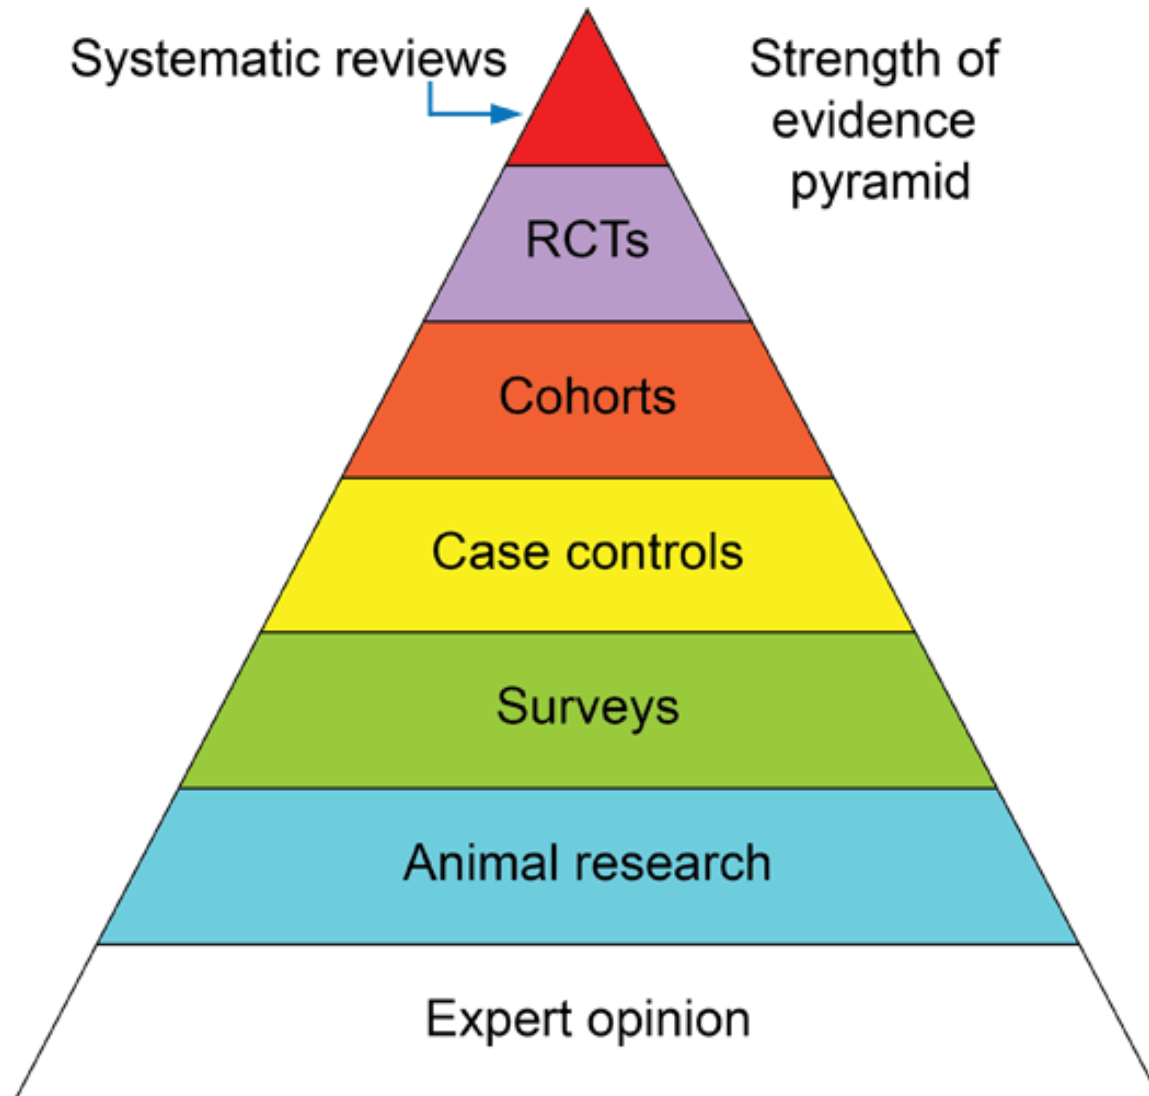 Systematic reviews
Strength of
evidence
pyramid
RCTs
Cohorts
Case controls
Surveys
Animal research
Expert opinion